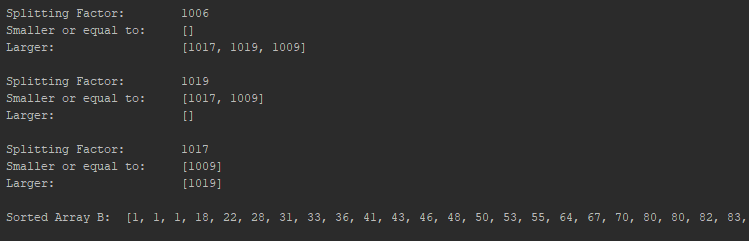 Splitting Factor: 1006
Smaller or equal to: []
Larger: [1017, 1019, 1009]
Splitting Factor: 1019
Smaller or equal to: [1017, 1009]
Larger: []
Splitting Factor: 1017
Smaller or equal to: [1009]
Larger: [1019]
Sorted Array B: [1, 1, 1, 18, 22, 28, 31, 33, 36, 41, 43, 46, 48, 50, 53, 55, 64, 67, 70, 80, 80, 82, 83,